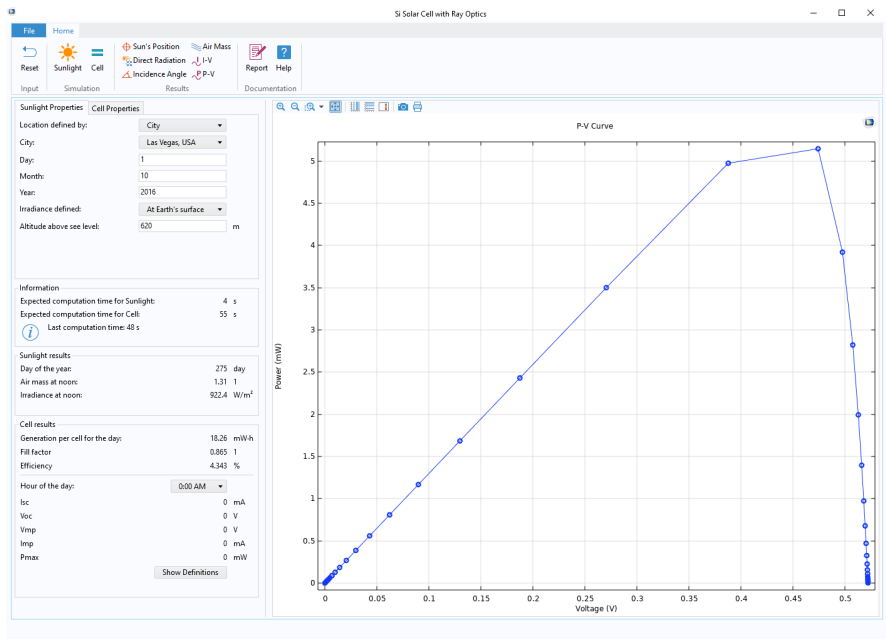 Si Solar Cell with Ray Optics
File Home
Reset Sunlight Cell
Sun's Position Air Mass
Direct Radiation I I-V
Incidence Angle P P-V
Report Help
Input Simulation Results Documentation
Sunlight Properties Cell Properties
Location defined by: City
City: Las Vegas, USA
Day: 1
Month: 10
Year: 2016
Irradiance defined: At Earth's surface
Altitude above see level: 620 m
Information
Expected computation time for Sunlight: 4 s
Expected computation time for Cell: 55 s
i Last computation time: 48 s
Sunlight results
Day of the year: 275 day
Air mass at noon: 1.31 1
Irradiance at noon: 922.4 W/m²
Cell results
Generation per cell for the day: 18.26 mW·h
Fill factor 0.865 1
Efficiency 4.343 %
Hour of the day: 0:00 AM
Isc 0 mA
Voc 0 V
Vmp 0 V
Imp 0 mA
Pmax 0 mW
Show Definitions
P-V Curve
Power (mW)
5
4.5
4
3.5
3
2.5
2
1.5
1
0.5
0
0 0.05 0.1 0.15 0.2 0.25 0.3 0.35 0.4 0.45 0.5
Voltage (V)